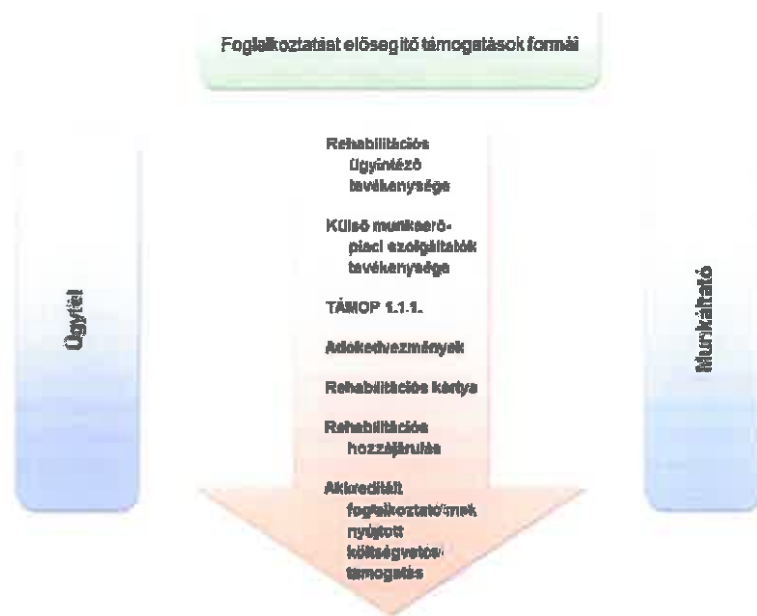 Foglalkoztatást elősegítő támogatások formái
Rehabilitációs
ügyintéző
tevékenysége
Külső munkaerő-
piaci szolgáltatók
tevékenysége
TÁMOP 1.1.1.
Adókedvezmények
Rehabilitációs kártya
Rehabilitációs
hozzájárulás
Akkreditált
foglalkoztatóknak
nyújtott
költségvetési
támogatás
Ügyfél
Munkáltató